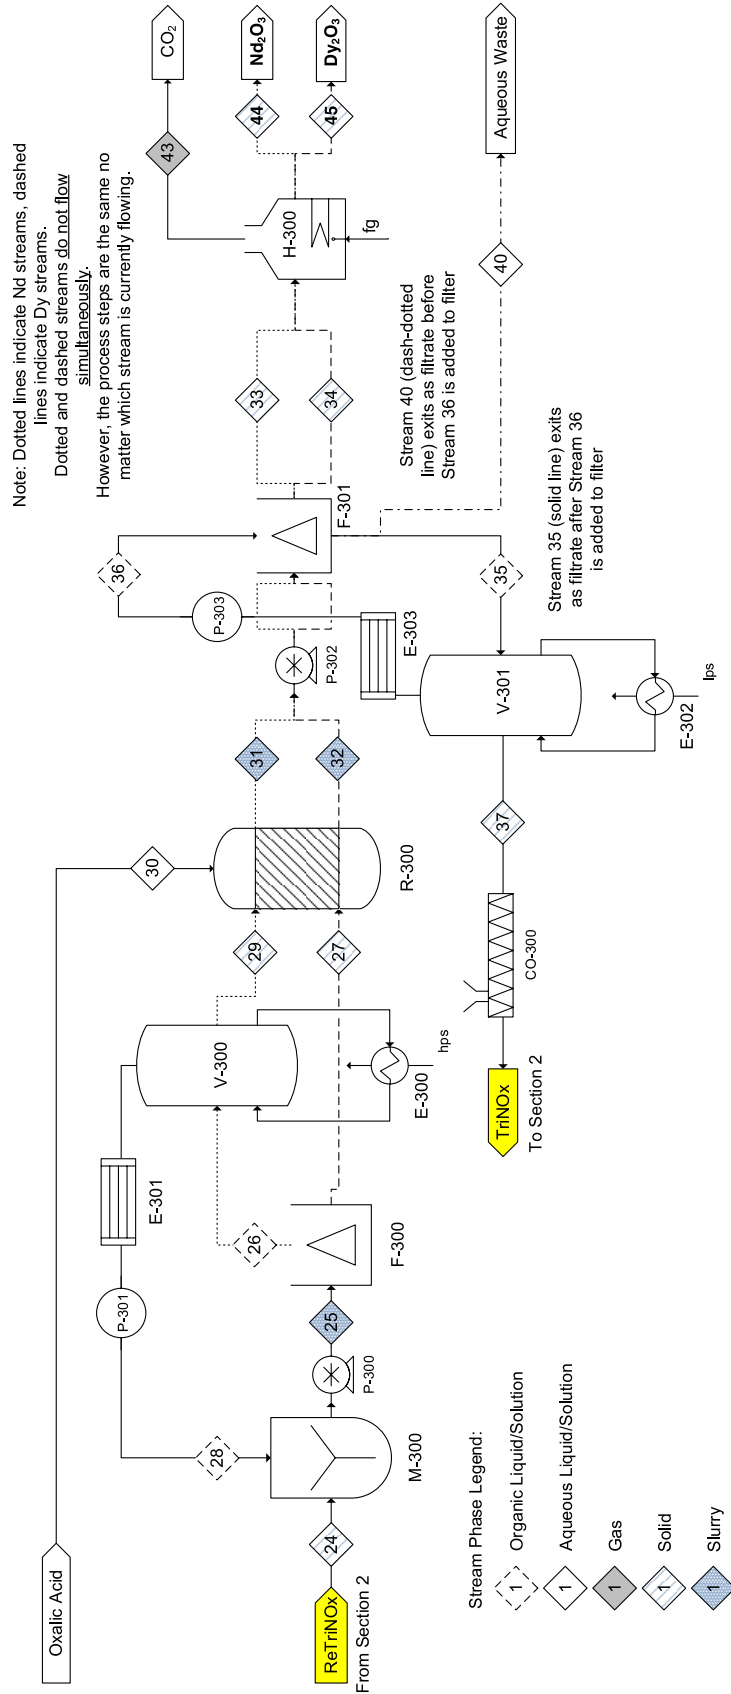 Note: Dotted lines indicate Nd streams, dashed
lines indicate Dy streams.
Dotted and dashed streams do not flow
simultaneously.
However, the process steps are the same no
matter which stream is currently flowing.
Oxalic Acid
CO2
Nd2O3
Dy2O3
Aqueous Waste
43
44
45
H-300
fg
33
34
40
Stream 40 (dash-dotted
line) exits as filtrate before
Stream 36 is added to filter
F-301
36
P-303
P-302
E-303
35
Stream 35 (solid line) exits
as filtrate after Stream 36
is added to filter
31
32
V-301
E-302
lps
37
CO-300
TriNOx
To Section 2
30
R-300
29
27
V-300
E-300
hps
E-301
P-301
26
F-300
25
P-300
28
M-300
24
ReTriNOx
From Section 2
Stream Phase Legend:
1 Organic Liquid/Solution
1 Aqueous Liquid/Solution
1 Gas
1 Solid
1 Slurry